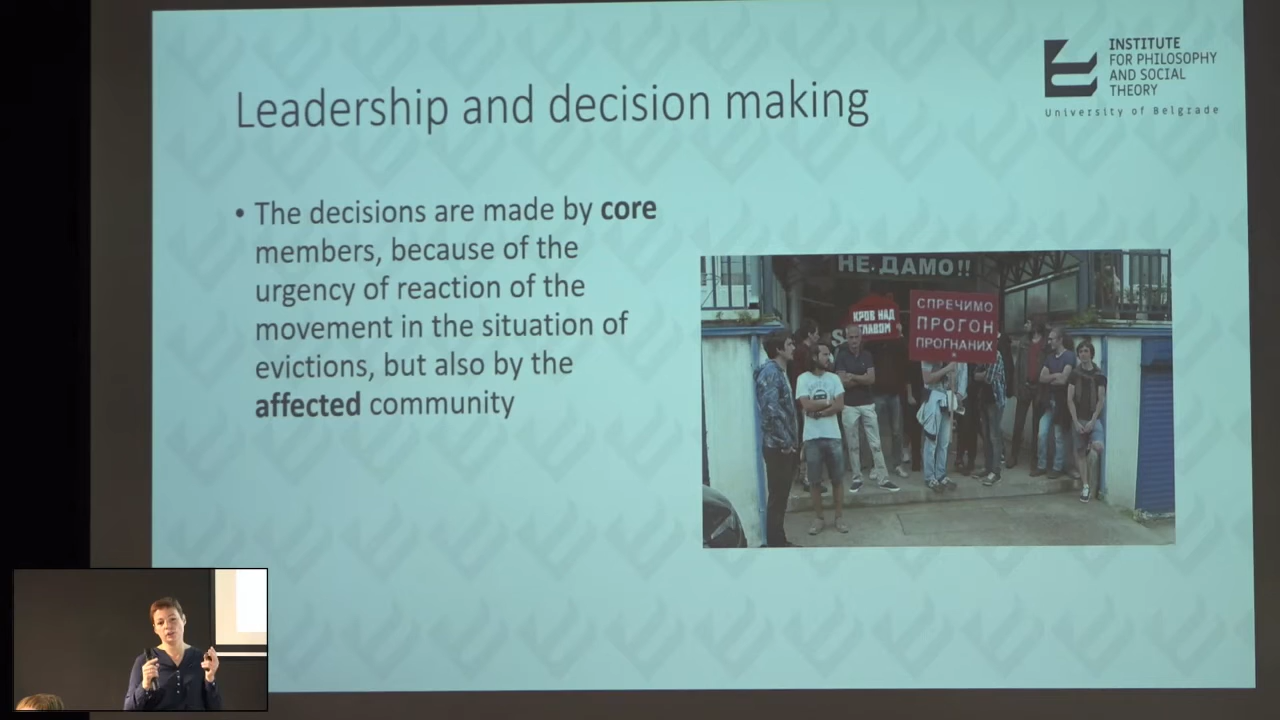 INSTITUTE
FOR PHILOSOPHY
AND SOCIAL
THEORY
University of Belgrade
Leadership and decision making
• The decisions are made by core
members, because of the
urgency of reaction of the
movement in the situation of
evictions, but also by the
affected community
НЕ ДАМО!!
КРОВ НАД
ГЛАВОМ
СПРЕЧИМО
ПРОГОН
ПРОГНАНИХ